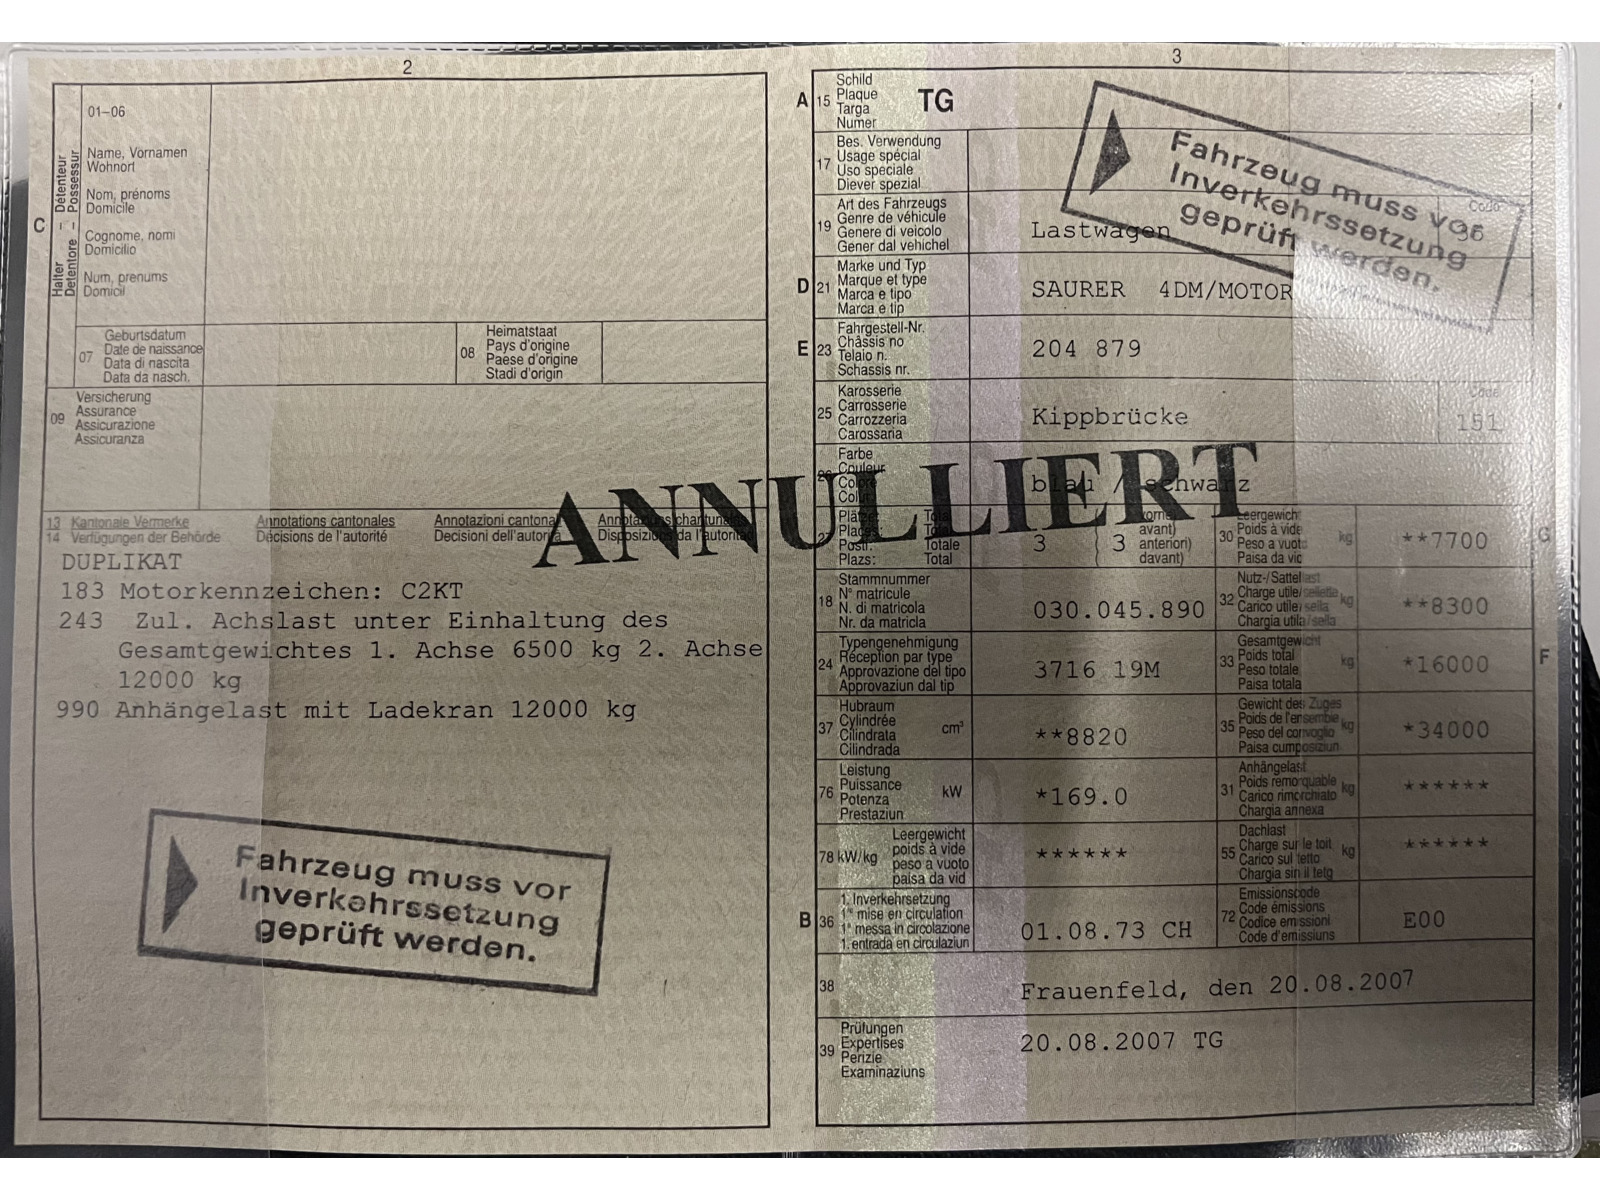 2
01–06
Halter – Détenteur
Detentore – Possessur
C
Name, Vornamen
Wohnort
Nom, prénoms
Domicile
Cognome, nomi
Domicilio
Num, prenums
Domicil
07
Geburtsdatum
Date de naissance
Data di nascita
Data da nasch.
08
Heimatstaat
Pays d'origine
Paese d'origine
Stadi d'origin
09
Versicherung
Assurance
Assicurazione
Assicuranza
13 Kantonale Vermerke Annotations cantonales Annotazioni cantonali
14 Verfügungen der Behörde Décisions de l'autorité Decisioni dell'autorità Disposiziuns da l'autoritad
DUPLIKAT
183 Motorkennzeichen: C2KT
243 Zul. Achslast unter Einhaltung des
Gesamtgewichtes 1. Achse 6500 kg 2. Achse
12000 kg
990 Anhängelast mit Ladekran 12000 kg
Fahrzeug muss vor
Inverkehrssetzung
geprüft werden.
ANNULLIERT
3
A 15
Schild
Plaque
Targa
Numer
TG
Fahrzeug muss vor
Inverkehrssetzung
geprüft werden.
17
Bes. Verwendung
Usage spécial
Uso speciale
Diever spezial
19
Art des Fahrzeugs
Genre de véhicule
Genere di veicolo
Gener dal vehichel
Lastwagen
Code
D 21
Marke und Typ
Marque et type
Marca e tipo
Marca e tip
SAURER 4DM/MOTOR
E 23
Fahrgestell-Nr.
Châssis no
Telaio n.
Schassis nr.
204 879
25
Karosserie
Carrosserie
Carrozzeria
Carossaria
Kippbrücke
Code
151
26
Farbe
Couleur
Colore
Colur
blau / schwarz
Total
Total
Totale
Total
3 ( 3
avant)
anteriori)
davant)
30
Leergewicht
Poids à vide
Peso a vuoto
Paisa da vid
kg
**7700
G
18
Stammnummer
N° matricule
N. di matricola
Nr. da matricla
030.045.890
32
Nutz-/Sattellast
Charge utile/sellette
Carico utile/sella
Chargia utila/sella
kg
**8300
24
Typengenehmigung
Réception par type
Approvazione del tipo
Approvaziun dal tip
3716 19M
33
Gesamtgewicht
Poids total
Peso totale
Paisa totala
kg
*16000
F
37
Hubraum
Cylindrée
Cilindrata
Cilindrada
cm³
**8820
35
Gewicht des Zuges
Poids de l'ensemble
Peso del convoglio
Paisa cumposiziun
kg
*34000
76
Leistung
Puissance
Potenza
Prestaziun
kW
*169.0
31
Anhängelast
Poids remorquable
Carico rimorchiato
Chargia annexa
kg
******
78 kW/kg
Leergewicht
poids à vide
peso a vuoto
paisa da vid
******
55
Dachlast
Charge sur le toit
Carico sul tetto
Chargia sin il tetg
kg
******
B 36
1. Inverkehrsetzung
1re mise en circulation
1a messa in circolazione
1. entrada en circulaziun
01.08.73 CH
72
Emissionscode
Code émissions
Codice emissioni
Code d'emissiuns
E00
38
Frauenfeld, den 20.08.2007
39
Prüfungen
Expertises
Perizie
Examinaziuns
20.08.2007 TG